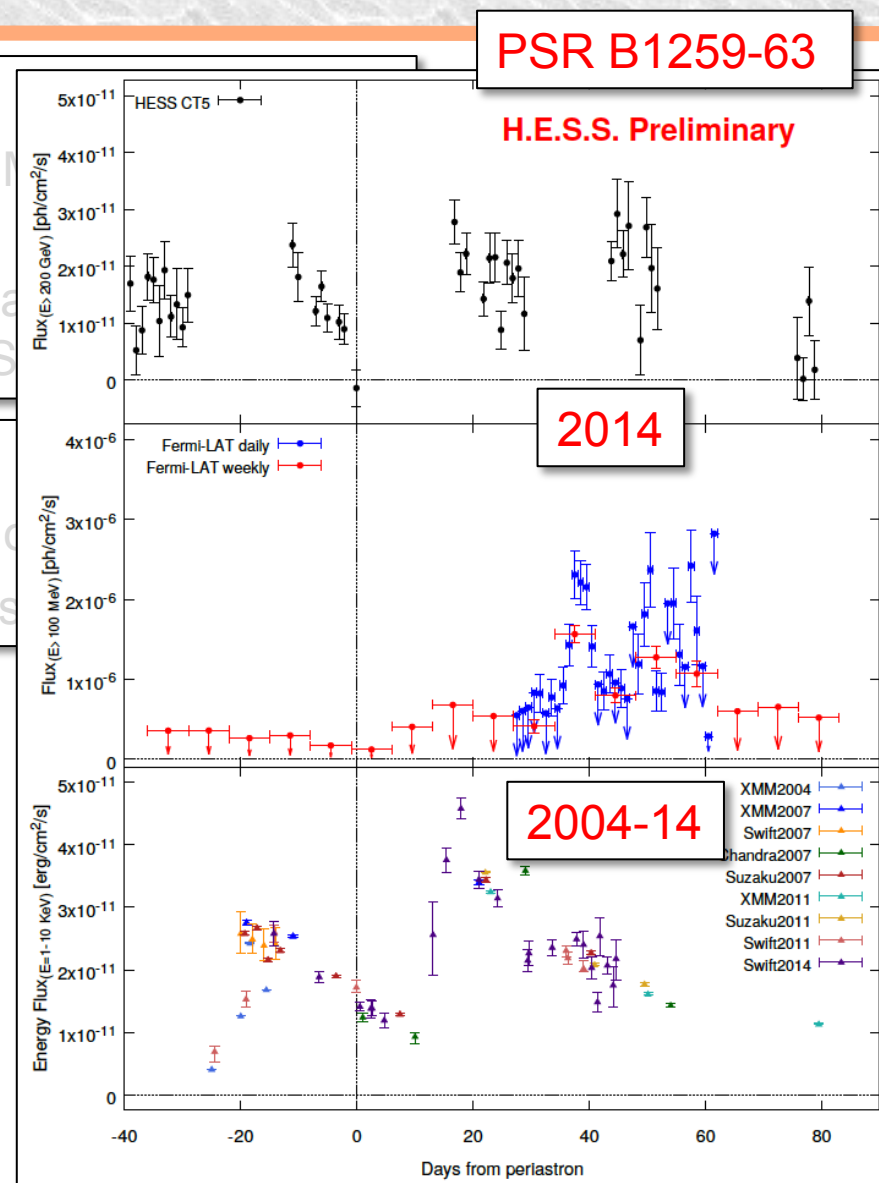 PSR B1259-63
H.E.S.S. Preliminary
HESS CT5
Flux(E> 200 GeV) [ph/cm²/s]
5x10⁻¹¹
4x10⁻¹¹
3x10⁻¹¹
2x10⁻¹¹
1x10⁻¹¹
0
2014
Fermi-LAT daily
Fermi-LAT weekly
Flux(E> 100 MeV) [ph/cm²/s]
4x10⁻⁶
3x10⁻⁶
2x10⁻⁶
1x10⁻⁶
0
2004-14
XMM2004
XMM2007
Swift2007
Chandra2007
Suzaku2007
XMM2011
Suzaku2011
Swift2011
Swift2014
Energy Flux(E=1-10 KeV) [erg/cm²/s]
5x10⁻¹¹
4x10⁻¹¹
3x10⁻¹¹
2x10⁻¹¹
1x10⁻¹¹
0
-40 -20 0 20 40 60 80
Days from periastron